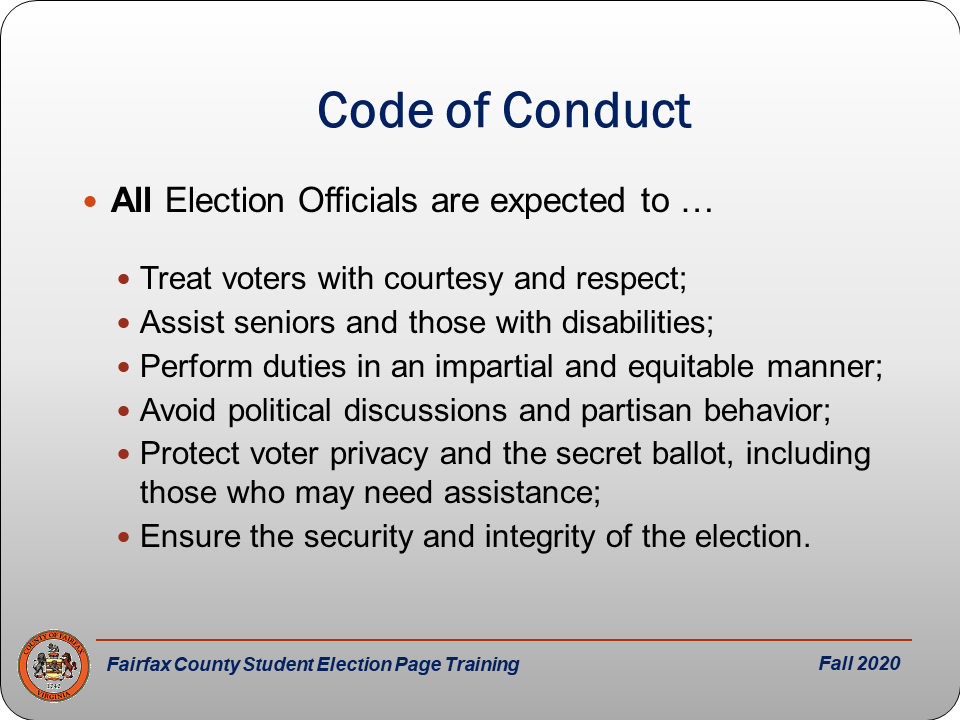 Code of Conduct
All Election Officials are expected to …
Treat voters with courtesy and respect;
Assist seniors and those with disabilities;
Perform duties in an impartial and equitable manner;
Avoid political discussions and partisan behavior;
Protect voter privacy and the secret ballot, including
those who may need assistance;
Ensure the security and integrity of the election.
COUNTY OF FAIRFAX
1742
VIRGINIA
Fairfax County Student Election Page Training
Fall 2020